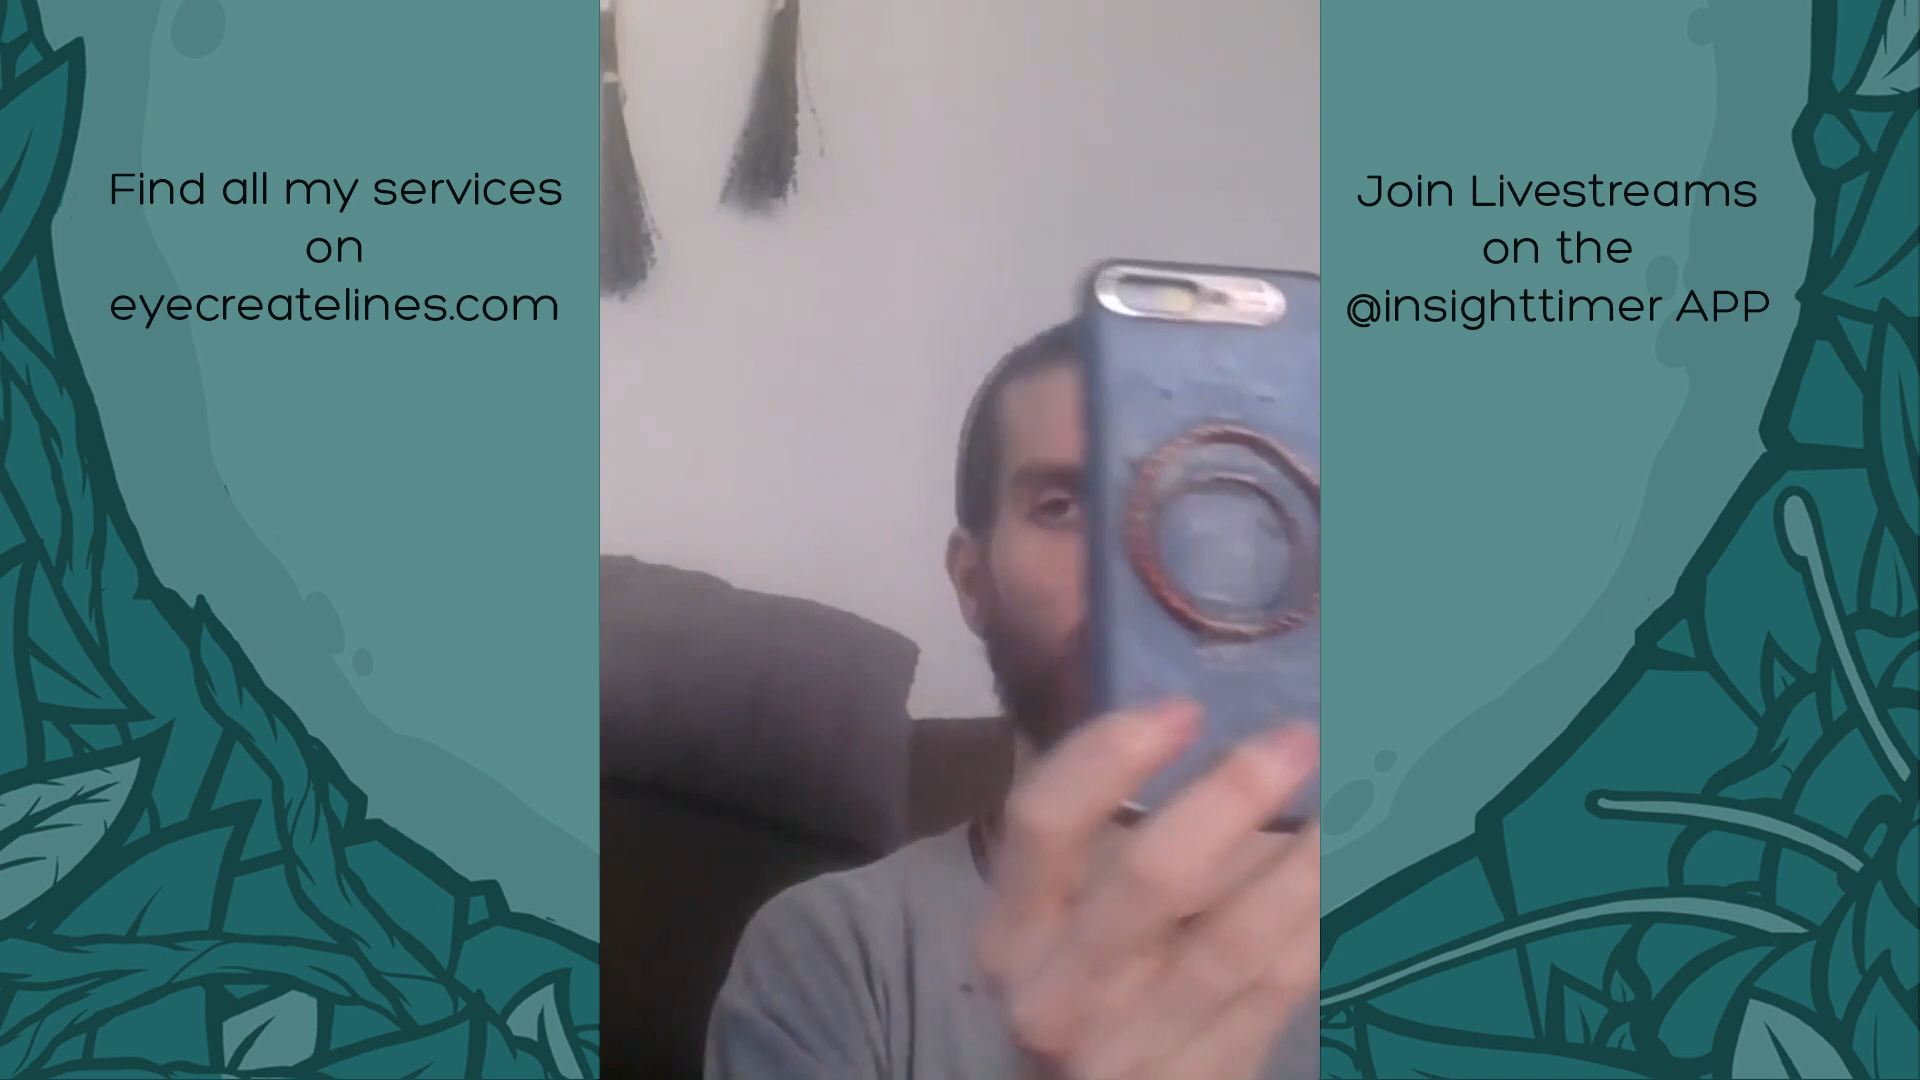 Find all my services
on
eyecreatelines.com
Join Livestreams
on the
@insighttimer APP